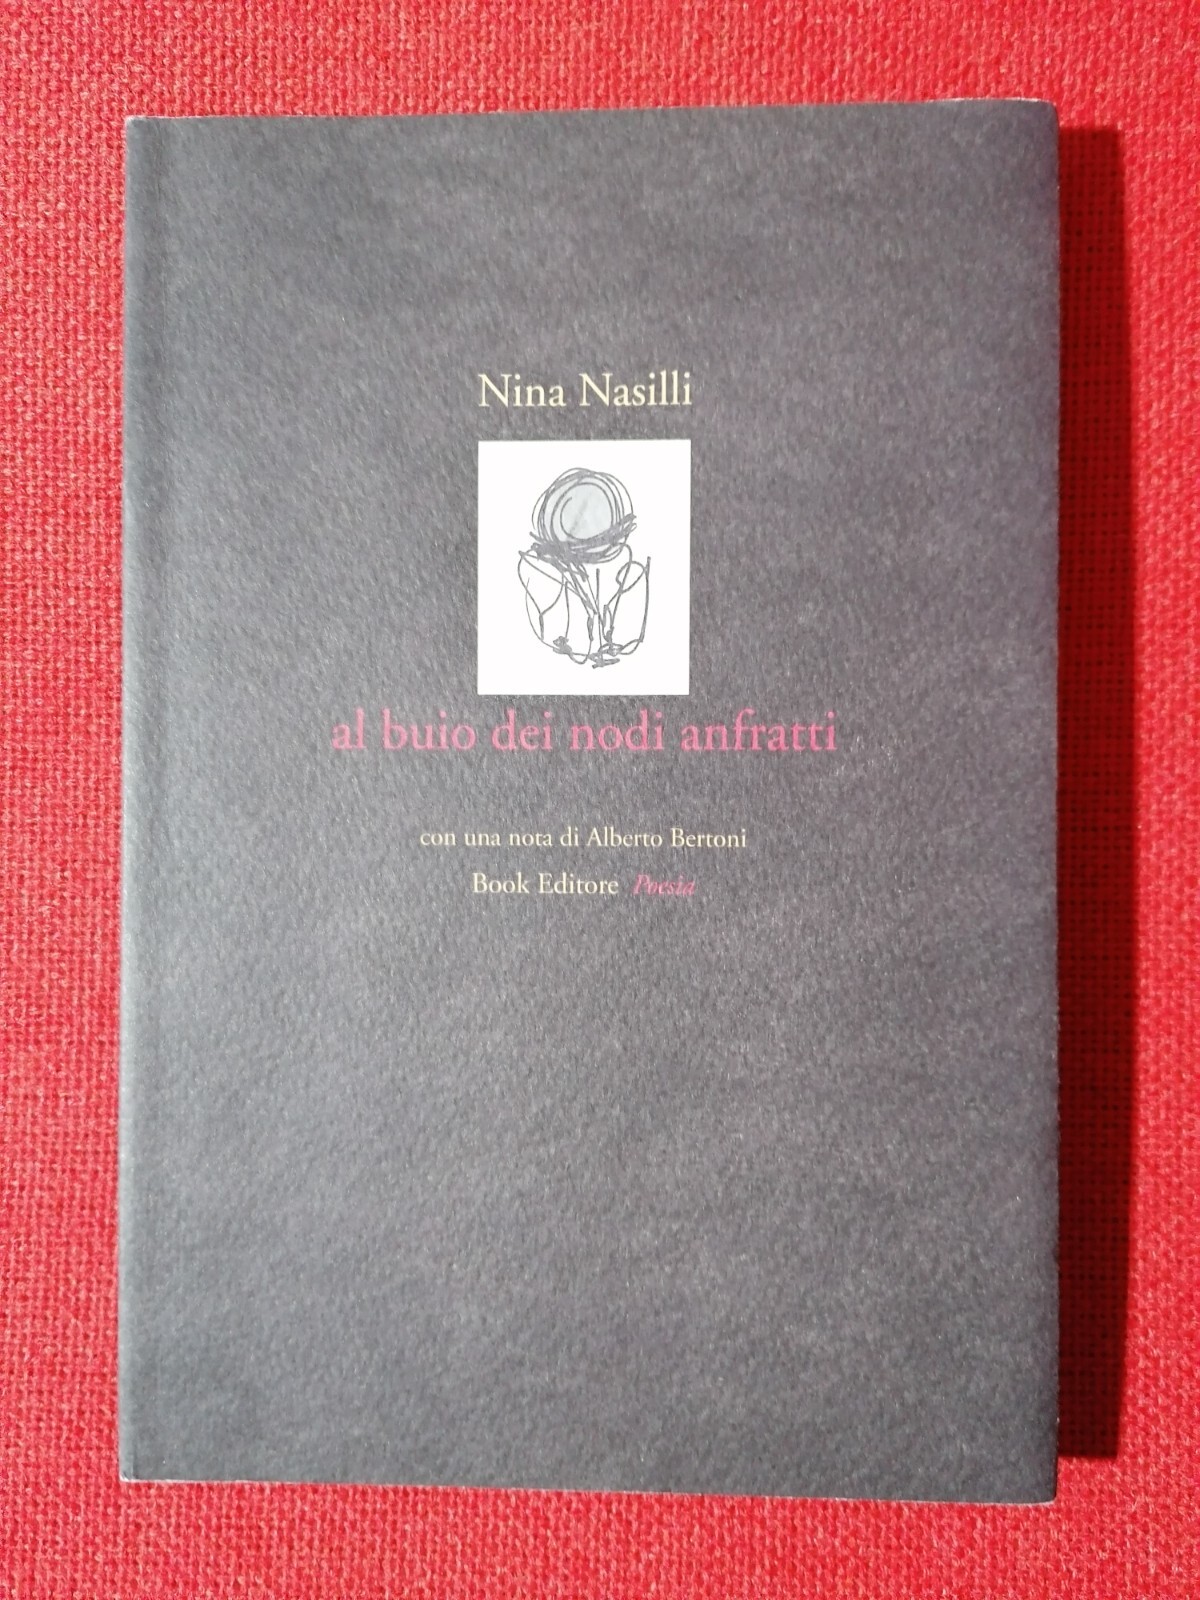 Nina Nasilli
al buio dei nodi anfratti
con una nota di Alberto Bertoni
Book Editore Poesia